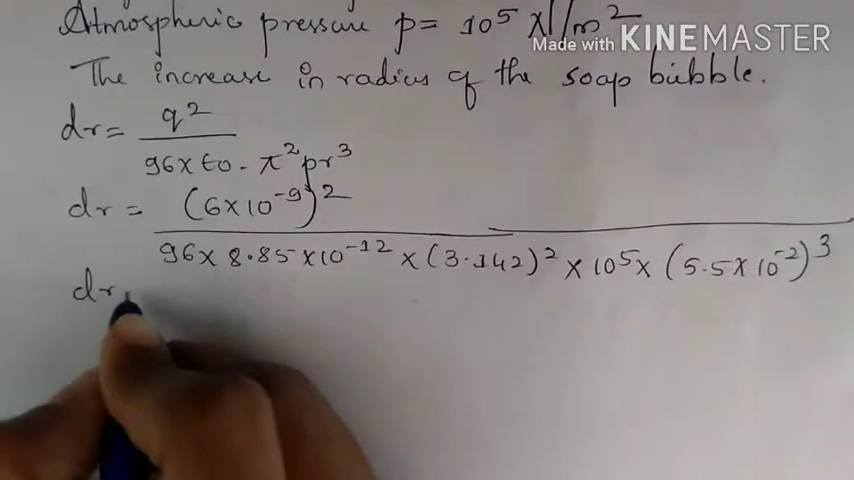 Atmospheric pressure p = 10⁵ N/m²
Made with KINEMASTER
The increase in radius of the soap bubble.
dr = q² / 96 × ϵ0 - π² pr³
dr = (6×10⁻⁹)² / 96 × 8.85 × 10⁻¹² × (3.142)² × 10⁵ × (5.5 × 10⁻²)³
dr